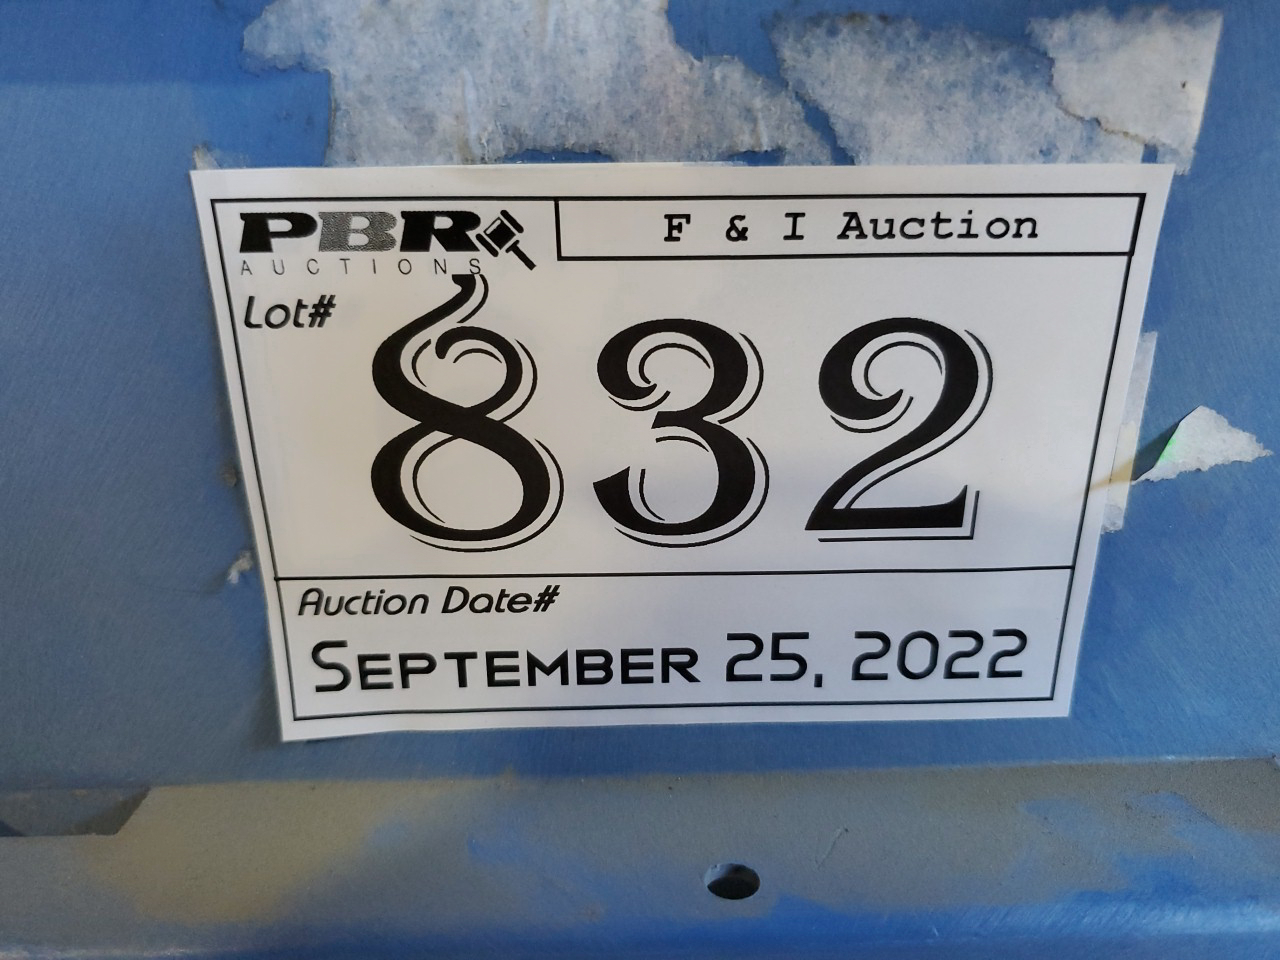 PBR
AUCTIONS
F & I Auction
Lot#
832
Auction Date#
September 25, 2022